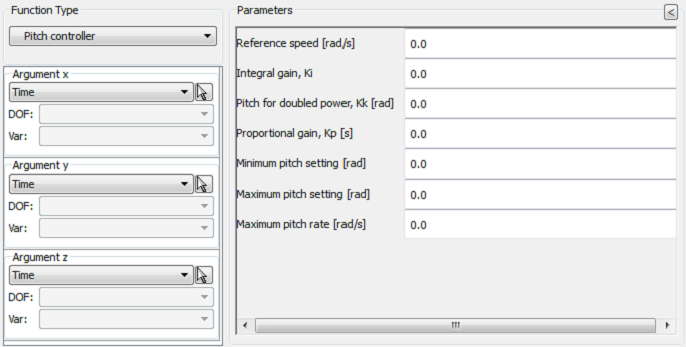 Function Type
Pitch controller
Argument x
Time
DOF:
Var:
Argument y
Time
DOF:
Var:
Argument z
Time
DOF:
Var:
Parameters
<
Reference speed [rad/s] 0.0
Integral gain, Ki 0.0
Pitch for doubled power, Kk [rad] 0.0
Proportional gain, Kp [s] 0.0
Minimum pitch setting [rad] 0.0
Maximum pitch setting [rad] 0.0
Maximum pitch rate [rad/s] 0.0